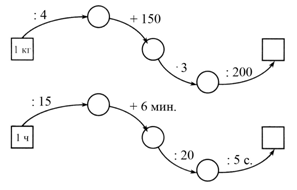 : 4
+ 150
1 кг
· 3
: 200
: 15
+ 6 мин.
1 ч
: 20
: 5 с.